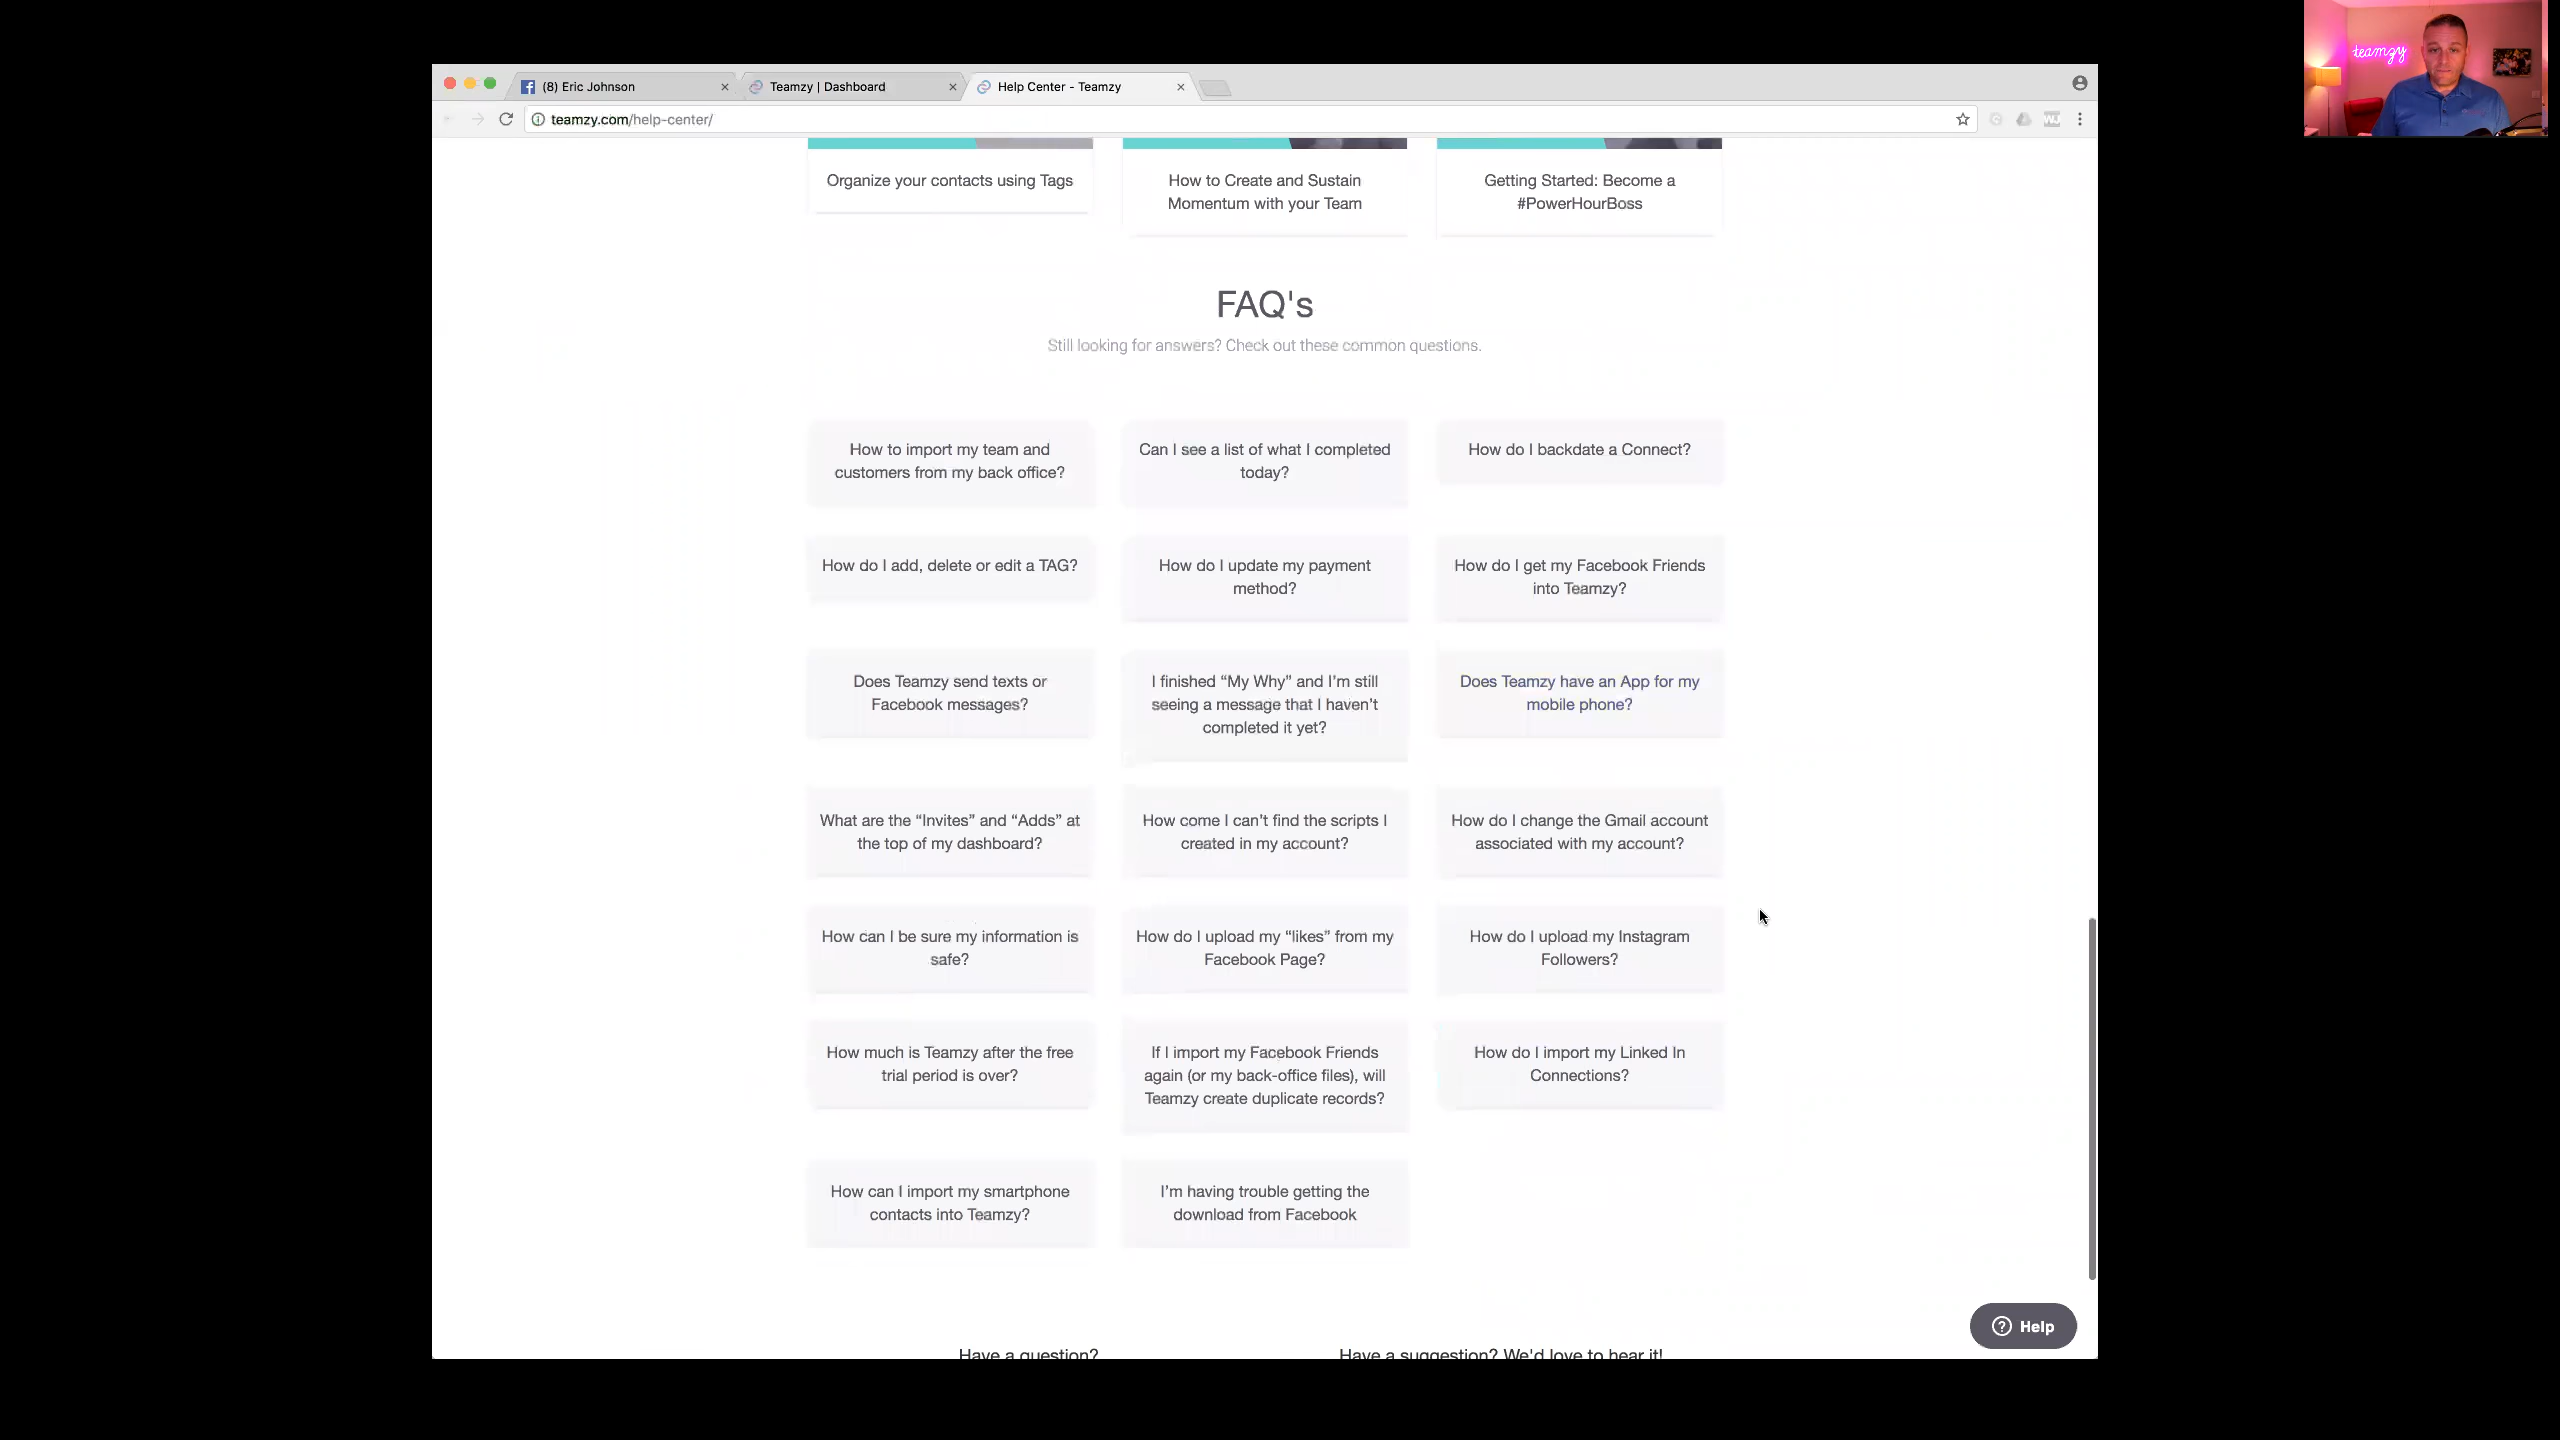 (8) Eric Johnson
Teamzy | Dashboard
Help Center - Teamzy
teamzy.com/help-center/
teamzy
Organize your contacts using Tags
How to Create and Sustain
Momentum with your Team
Getting Started: Become a
#PowerHourBoss
FAQ's
Still looking for answers? Check out these common questions.
How to import my team and
customers from my back office?
Can I see a list of what I completed
today?
How do I backdate a Connect?
How do I add, delete or edit a TAG?
How do I update my payment
method?
How do I get my Facebook Friends
into Teamzy?
Does Teamzy send texts or
Facebook messages?
I finished “My Why” and I’m still
seeing a message that I haven’t
completed it yet?
Does Teamzy have an App for my
mobile phone?
What are the “Invites” and “Adds” at
the top of my dashboard?
How come I can’t find the scripts I
created in my account?
How do I change the Gmail account
associated with my account?
How can I be sure my information is
safe?
How do I upload my “likes” from my
Facebook Page?
How do I upload my Instagram
Followers?
How much is Teamzy after the free
trial period is over?
If I import my Facebook Friends
again (or my back-office files), will
Teamzy create duplicate records?
How do I import my Linked In
Connections?
How can I import my smartphone
contacts into Teamzy?
I’m having trouble getting the
download from Facebook
Help
Have a question?
Have a suggestion? We'd love to hear it!